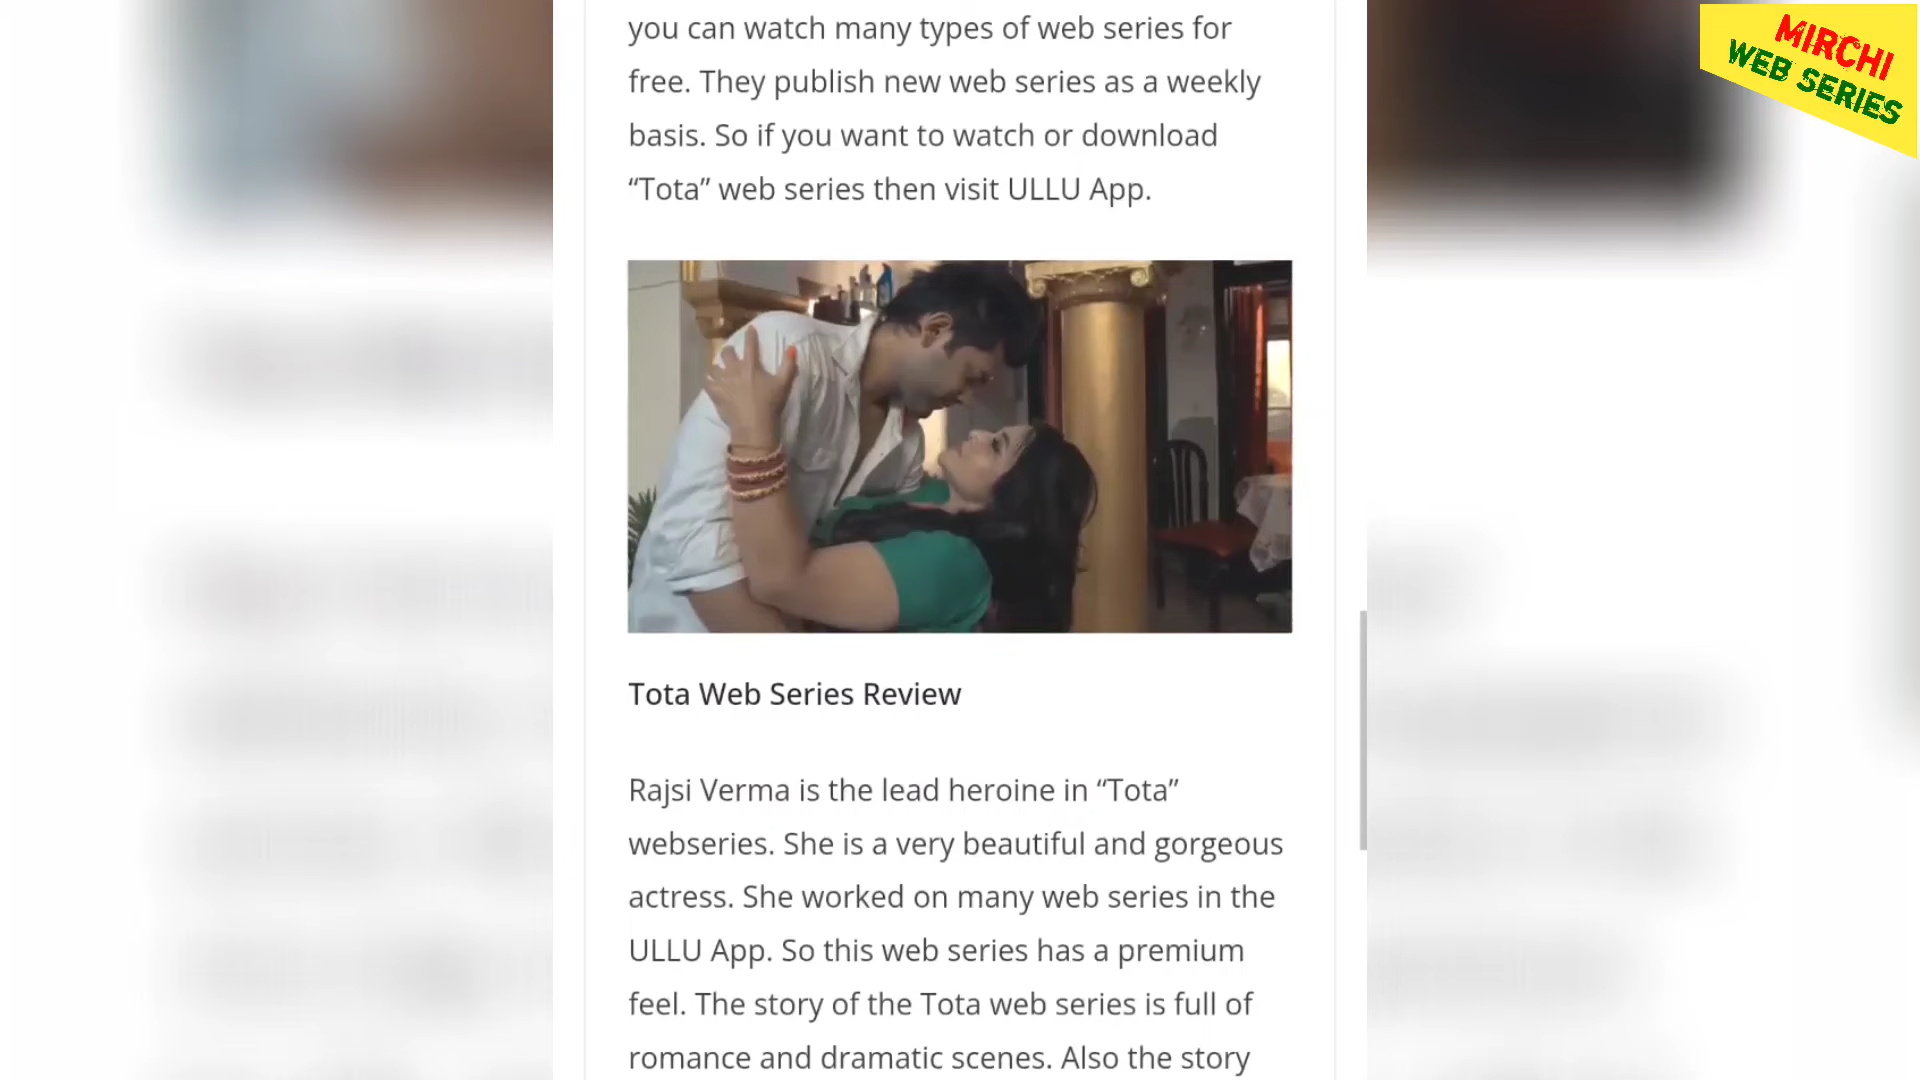 you can watch many types of web series for
free. They publish new web series as a weekly
basis. So if you want to watch or download
“Tota” web series then visit ULLU App.
Tota Web Series Review
Rajsi Verma is the lead heroine in “Tota”
webseries. She is a very beautiful and gorgeous
actress. She worked on many web series in the
ULLU App. So this web series has a premium
feel. The story of the Tota web series is full of
romance and dramatic scenes. Also the story
MIRCHI
WEB SERIES